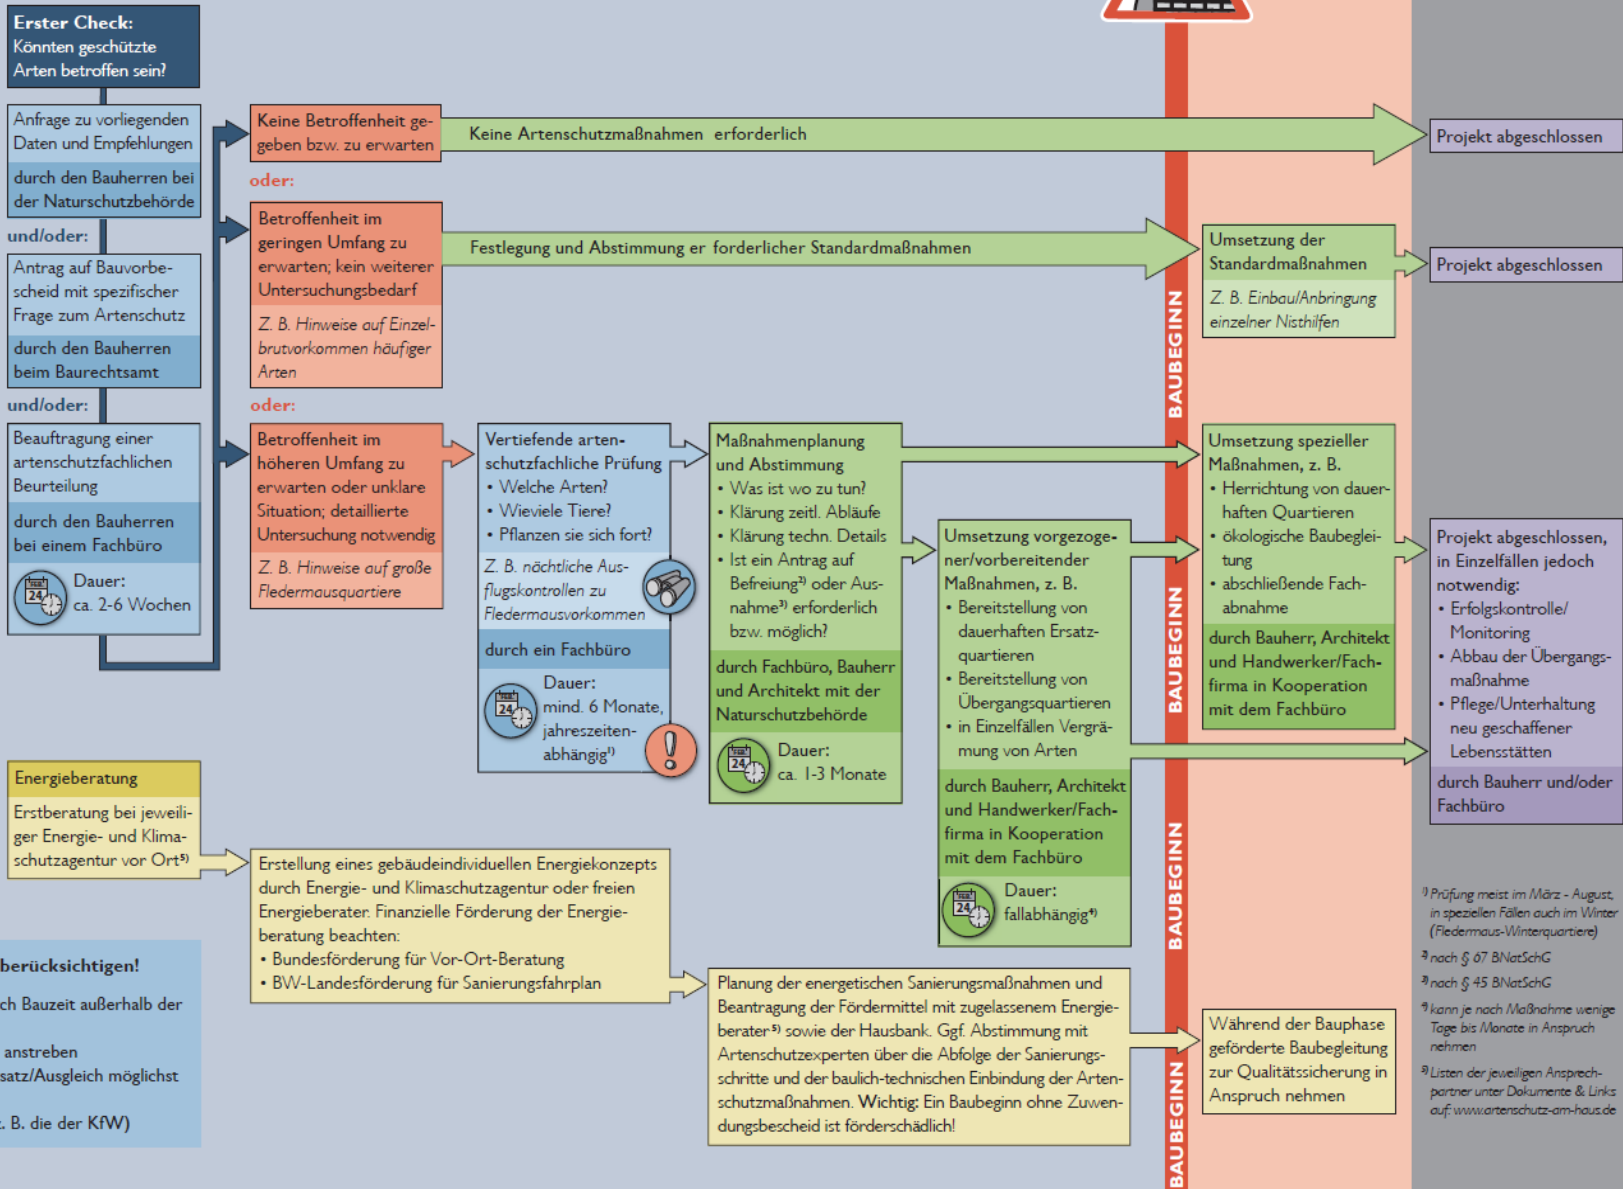 Erster Check:
Könnten geschützte
Arten betroffen sein?
Anfrage zu vorliegenden
Daten und Empfehlungen
durch den Bauherren bei
der Naturschutzbehörde
und/oder:
Antrag auf Bauvorbe-
scheid mit spezifischer
Frage zum Artenschutz
durch den Bauherren
beim Baurechtsamt
und/oder:
Beauftragung einer
artenschutzfachlichen
Beurteilung
durch den Bauherren
bei einem Fachbüro
24
Dauer:
ca. 2-6 Wochen
Keine Betroffenheit ge-
geben bzw. zu erwarten
Keine Artenschutzmaßnahmen erforderlich
Projekt abgeschlossen
oder:
Betroffenheit im
geringen Umfang zu
erwarten; kein weiterer
Untersuchungsbedarf
Z. B. Hinweise auf Einzel-
brutvorkommen häufiger
Arten
Festlegung und Abstimmung er forderlicher Standardmaßnahmen
Umsetzung der
Standardmaßnahmen
Z. B. Einbau/Anbringung
einzelner Nisthilfen
Projekt abgeschlossen
oder:
Betroffenheit im
höheren Umfang zu
erwarten oder unklare
Situation; detaillierte
Untersuchung notwendig
Z. B. Hinweise auf große
Fledermausquartiere
Vertiefende arten-
schutzfachliche Prüfung
• Welche Arten?
• Wieviele Tiere?
• Pflanzen sie sich fort?
Z. B. nächtliche Aus-
flugskontrollen zu
Fledermausvorkommen
durch ein Fachbüro
24
Dauer:
mind. 6 Monate,
jahreszeiten-
abhängig¹⁾
!
Maßnahmenplanung
und Abstimmung
• Was ist wo zu tun?
• Klärung zeitl. Abläufe
• Klärung techn. Details
• Ist ein Antrag auf
Befreiung²⁾ oder Aus-
nahme³⁾ erforderlich
bzw. möglich?
durch Fachbüro, Bauherr
und Architekt mit der
Naturschutzbehörde
24
Dauer:
ca. 1-3 Monate
Umsetzung vorgezoge-
ner/vorbereitender
Maßnahmen, z. B.
• Bereitstellung von
dauerhaften Ersatz-
quartieren
• Bereitstellung von
Übergangsquartieren
• in Einzelfällen Vergrä-
mung von Arten
durch Bauherr, Architekt
und Handwerker/Fach-
firma in Kooperation
mit dem Fachbüro
24
Dauer:
fallabhängig⁴⁾
BAUBEGINN
BAUBEGINN
BAUBEGINN
BAUBEGINN
Umsetzung spezieller
Maßnahmen, z. B.
• Herrichtung von dauer-
haften Quartieren
• ökologische Baubeglei-
tung
• abschließende Fach-
abnahme
durch Bauherr, Architekt
und Handwerker/Fach-
firma in Kooperation
mit dem Fachbüro
Projekt abgeschlossen,
in Einzelfällen jedoch
notwendig:
• Erfolgskontrolle/
Monitoring
• Abbau der Übergangs-
maßnahme
• Pflege/Unterhaltung
neu geschaffener
Lebensstätten
durch Bauherr und/oder
Fachbüro
Energieberatung
Erstberatung bei jeweili-
ger Energie- und Klima-
schutzagentur vor Ort⁵⁾
Erstellung eines gebäudeindividuellen Energiekonzepts
durch Energie- und Klimaschutzagentur oder freien
Energieberater. Finanzielle Förderung der Energie-
beratung beachten:
• Bundesförderung für Vor-Ort-Beratung
• BW-Landesförderung für Sanierungsfahrplan
Planung der energetischen Sanierungsmaßnahmen und
Beantragung der Fördermittel mit zugelassenem Energie-
berater⁵⁾ sowie der Hausbank. Ggf. Abstimmung mit
Artenschutzexperten über die Abfolge der Sanierungs-
schritte und der baulich-technischen Einbindung der Arten-
schutzmaßnahmen. Wichtig: Ein Baubeginn ohne Zuwen-
dungsbescheid ist förderschädlich!
Während der Bauphase
geförderte Baubegleitung
zur Qualitätssicherung in
Anspruch nehmen
berücksichtigen!
ch Bauzeit außerhalb der
anstreben
satz/Ausgleich möglichst
z. B. die der KfW)
¹⁾ Prüfung meist im März - August,
in speziellen Fällen auch im Winter
(Fledermaus-Winterquartiere)
²⁾ nach § 67 BNatSchG
³⁾ nach § 45 BNatSchG
⁴⁾ kann je nach Maßnahme wenige
Tage bis Monate in Anspruch
nehmen
⁵⁾ Listen der jeweiligen Ansprech-
partner unter Dokumente & Links
auf: www.artenschutz-am-haus.de